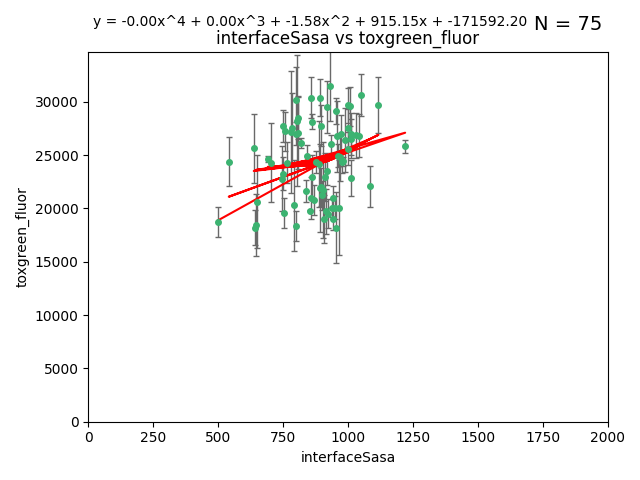 y = -0.00x^4 + 0.00x^3 + -1.58x^2 + 915.15x + -171592.20 N = 75
interfaceSasa vs toxgreen_fluor
30000
25000
20000
15000
10000
5000
0
toxgreen_fluor
0 250 500 750 1000 1250 1500 1750 2000
interfaceSasa